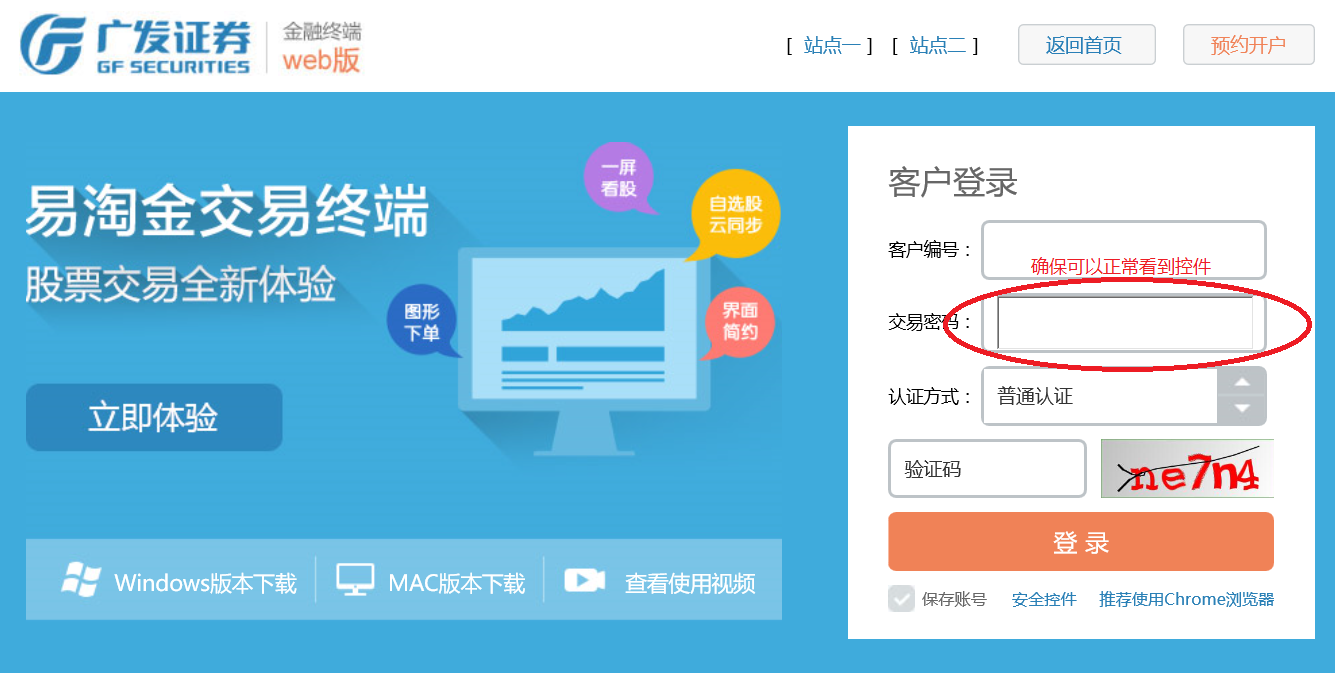 广发证券
GF SECURITIES
金融终端
web版
[ 站点一 ] [ 站点二 ]
返回首页
预约开户
易淘金交易终端
股票交易全新体验
立即体验
一屏
看股
自选股
云同步
图形
下单
界面
简约
Windows版本下载
MAC版本下载
查看使用视频
客户登录
客户编号：
确保可以正常看到控件
交易密码：
认证方式：
普通认证
验证码
ne7n4
登 录
保存账号
安全控件
推荐使用Chrome浏览器